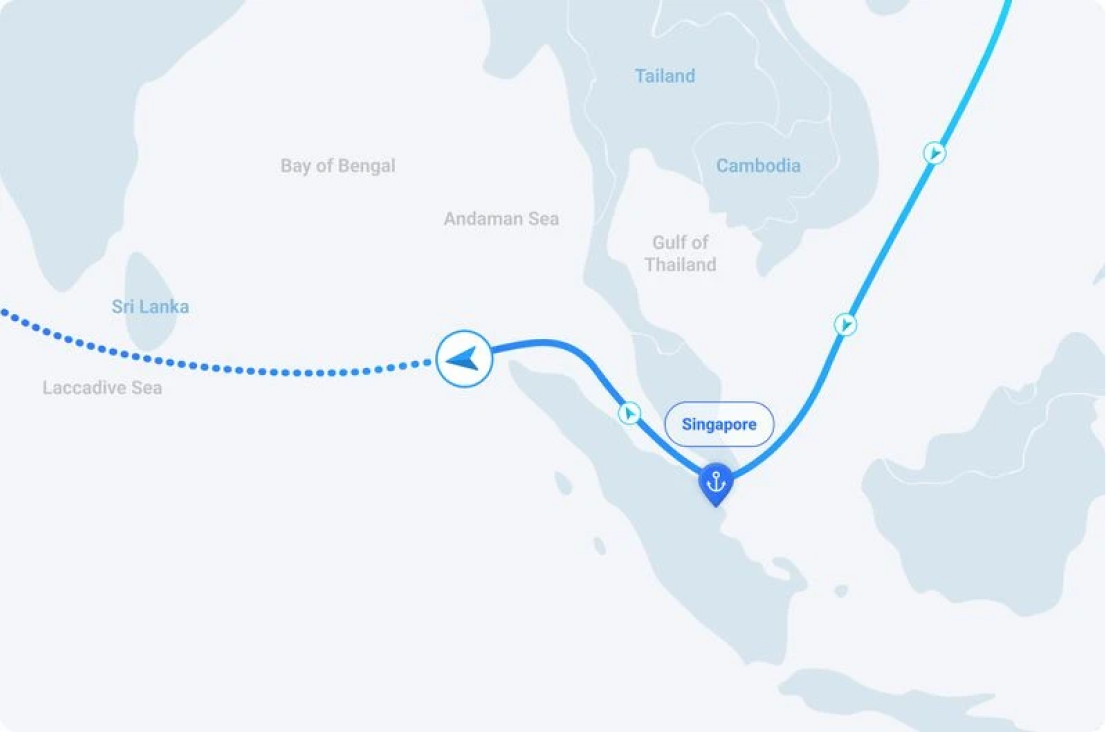 Tailand
Bay of Bengal
Cambodia
Andaman Sea
Gulf of
Thailand
Sri Lanka
Laccadive Sea
Singapore